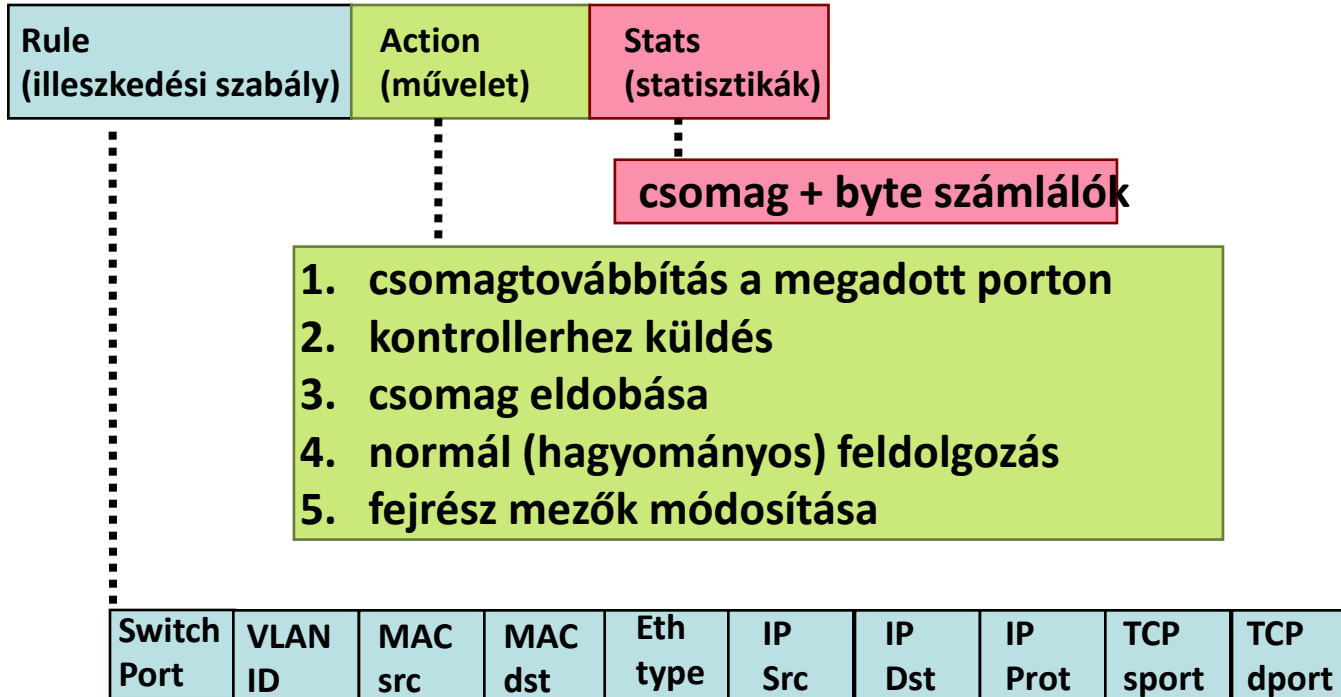 Rule
(illeszkedési szabály)
Action
(művelet)
Stats
(statisztikák)
csomag + byte számlálók
1. csomagtovábbítás a megadott porton
2. kontrollerhez küldés
3. csomag eldobása
4. normál (hagyományos) feldolgozás
5. fejrész mezők módosítása
Switch
Port
VLAN
ID
MAC
src
MAC
dst
Eth
type
IP
Src
IP
Dst
IP
Prot
TCP
sport
TCP
dport